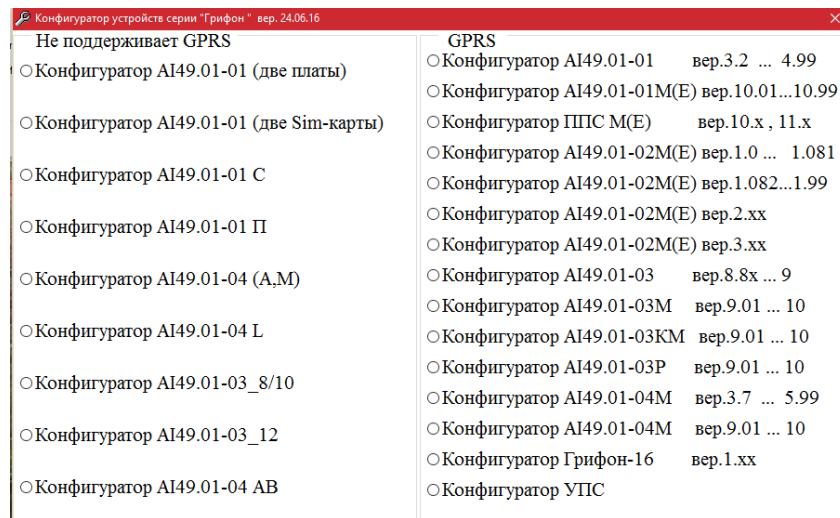 Конфигуратор устройств серии "Грифон " вер. 24.06.16
Не поддерживает GPRS
Конфигуратор AI49.01-01 (две платы)
Конфигуратор AI49.01-01 (две Sim-карты)
Конфигуратор AI49.01-01 С
Конфигуратор AI49.01-01 П
Конфигуратор AI49.01-04 (А,М)
Конфигуратор AI49.01-04 L
Конфигуратор AI49.01-03_8/10
Конфигуратор AI49.01-03_12
Конфигуратор AI49.01-04 АВ
GPRS
Конфигуратор AI49.01-01 вер.3.2 ... 4.99
Конфигуратор AI49.01-01М(Е) вер.10.01...10.99
Конфигуратор ППС М(Е) вер.10.x , 11.x
Конфигуратор AI49.01-02М(Е) вер.1.0 ... 1.081
Конфигуратор AI49.01-02М(Е) вер.1.082...1.99
Конфигуратор AI49.01-02М(Е) вер.2.xx
Конфигуратор AI49.01-02М(Е) вер.3.xx
Конфигуратор AI49.01-03 вер.8.8x ... 9
Конфигуратор AI49.01-03М вер.9.01 ... 10
Конфигуратор AI49.01-03КМ вер.9.01 ... 10
Конфигуратор AI49.01-03Р вер.9.01 ... 10
Конфигуратор AI49.01-04М вер.3.7 ... 5.99
Конфигуратор AI49.01-04М вер.9.01 ... 10
Конфигуратор Грифон-16 вер.1.xx
Конфигуратор УПС